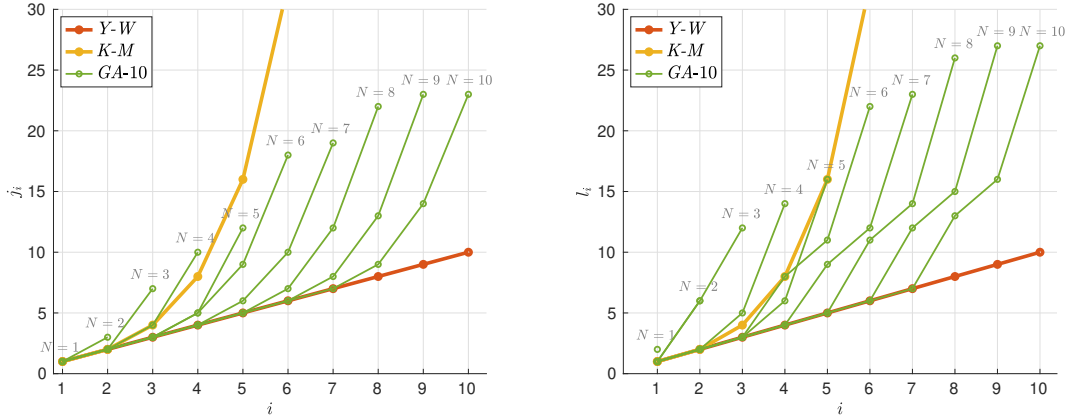 30
25
20
15
10
5
0
j_i
Y-W
K-M
GA-10
N = 1
N = 2
N = 3
N = 4
N = 5
N = 6
N = 7
N = 8
N = 9
N = 10
1 2 3 4 5 6 7 8 9 10
i
30
25
20
15
10
5
0
l_i
Y-W
K-M
GA-10
N = 1
N = 2
N = 3
N = 4
N = 5
N = 6
N = 7
N = 8
N = 9
N = 10
1 2 3 4 5 6 7 8 9 10
i